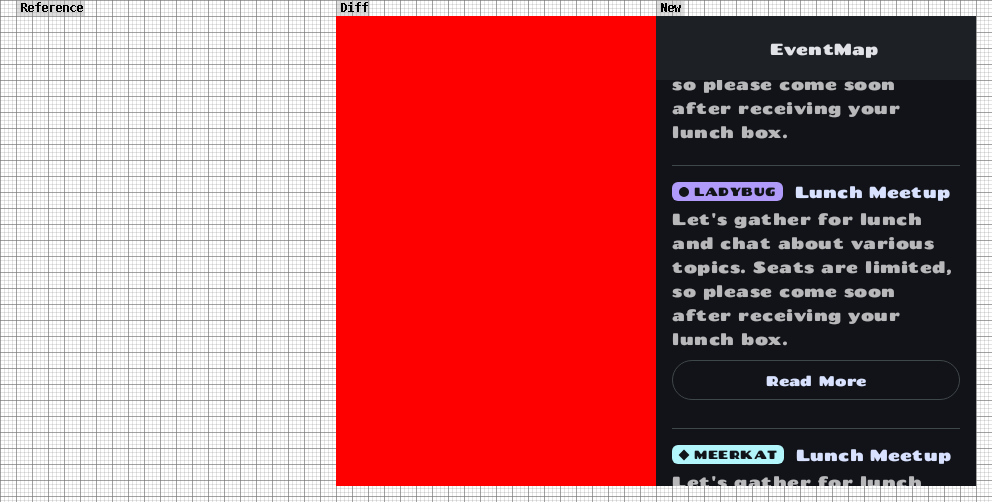 Reference
Diff
New
EventMap
so please come soon
after receiving your
lunch box.
LADYBUG Lunch Meetup
Let's gather for lunch
and chat about various
topics. Seats are limited,
so please come soon
after receiving your
lunch box.
Read More
MEERKAT Lunch Meetup
Let's gather for lunch